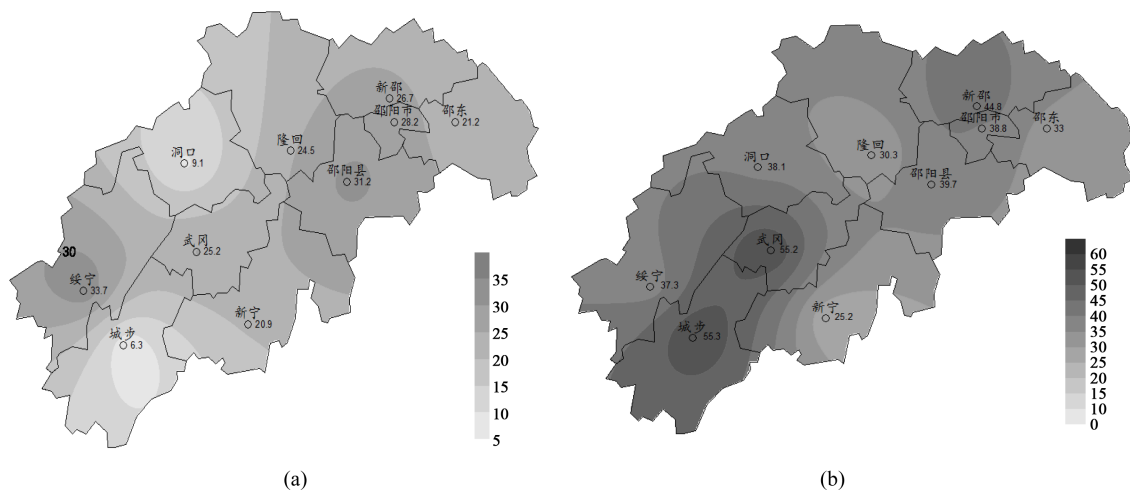 新邵
26.7
邵阳市
28.2
邵东
21.2
隆回
24.5
洞口
9.1
邵阳县
31.2
武冈
25.2
30
绥宁
33.7
新宁
20.9
城步
6.3
35
30
25
20
15
10
5
(a)
新邵
44.8
邵阳市
38.8
邵东
33
隆回
30.3
洞口
38.1
邵阳县
39.7
武冈
55.2
绥宁
37.3
新宁
25.2
城步
55.3
60
55
50
45
40
35
30
25
20
15
10
0
(b)